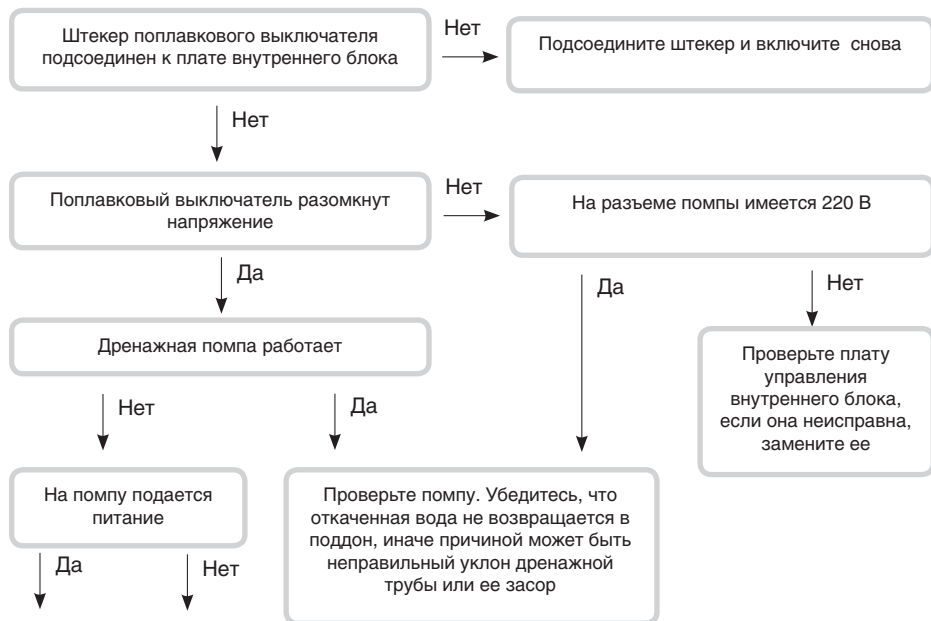 Штекер поплавкового выключателя
подсоединен к плате внутреннего блока
Нет
Подсоедините штекер и включите снова
Нет
Поплавковый выключатель разомкнут
напряжение
Нет
На разъеме помпы имеется 220 В
Да
Да
Нет
Дренажная помпа работает
Проверьте плату
управления
внутреннего блока,
если она неисправна,
замените ее
Нет
Да
На помпу подается
питание
Проверьте помпу. Убедитесь, что
откаченная вода не возвращается в
поддон, иначе причиной может быть
неправильный уклон дренажной
трубы или ее засор
Да
Нет